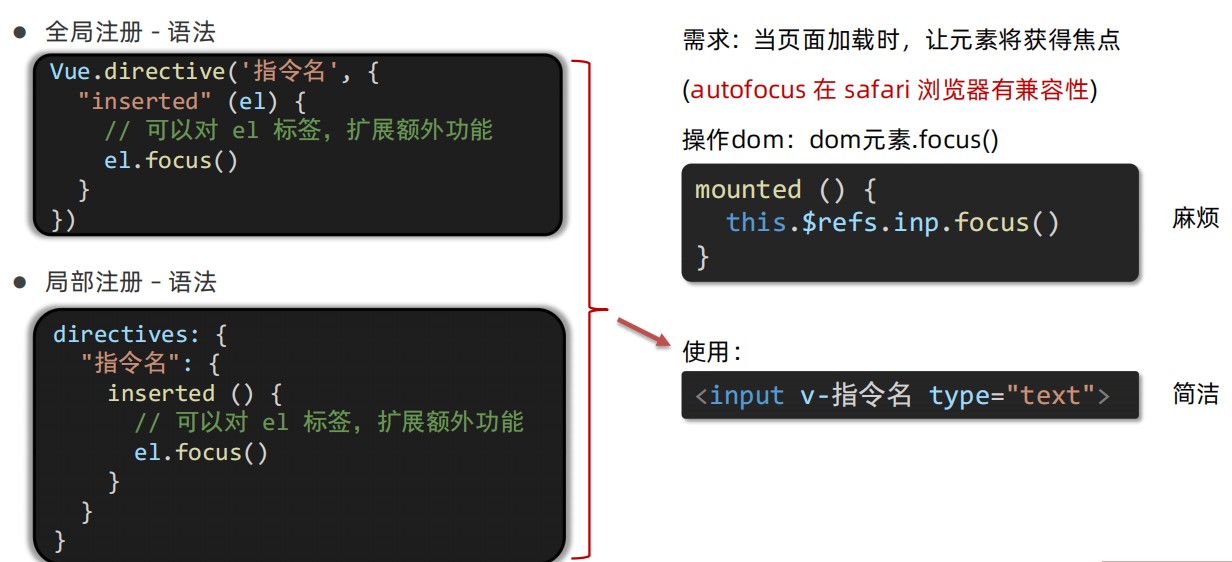 ● 全局注册 - 语法
Vue.directive('指令名', {
  "inserted" (el) {
    // 可以对 el 标签，扩展额外功能
    el.focus()
  }
})
● 局部注册 – 语法
directives: {
  "指令名": {
    inserted () {
      // 可以对 el 标签，扩展额外功能
      el.focus()
    }
  }
}
需求：当页面加载时，让元素将获得焦点
(autofocus 在 safari 浏览器有兼容性)
操作dom：dom元素.focus()
mounted () {
  this.$refs.inp.focus()
}
麻烦
使用：
<input v-指令名 type="text">
简洁